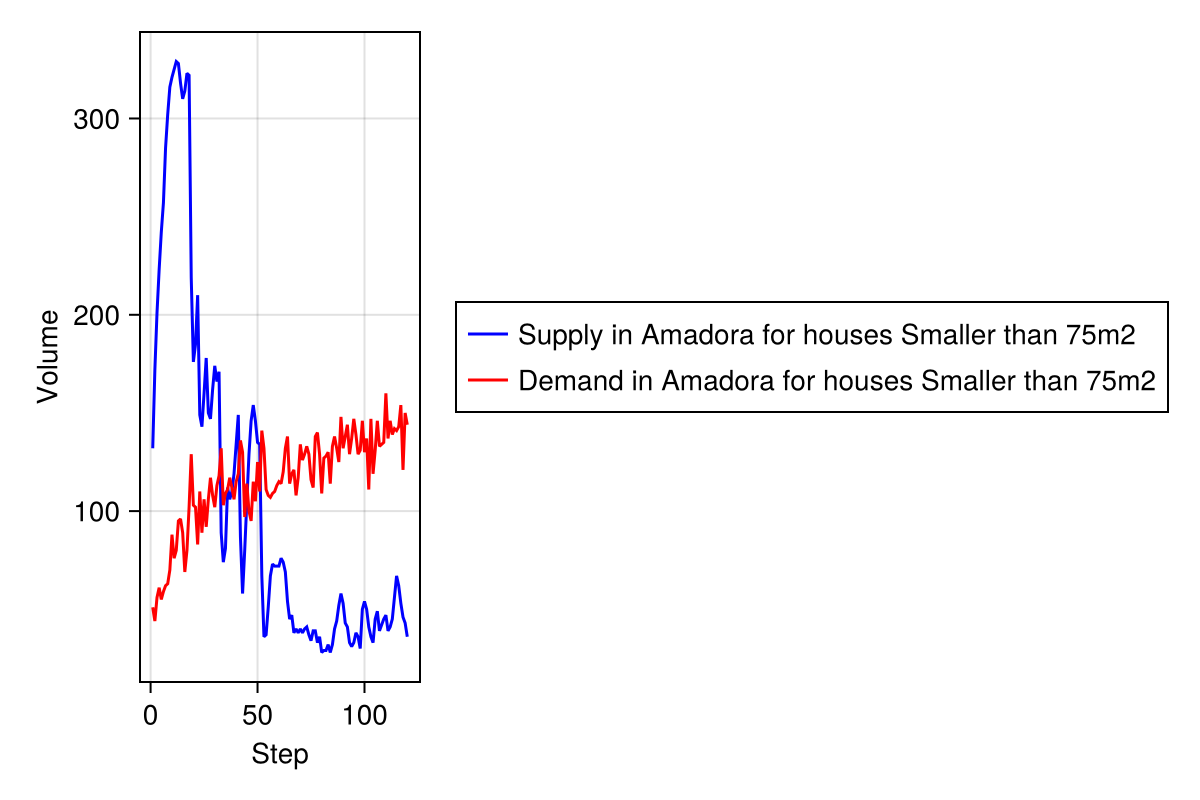 300
200
100
Volume
0 50 100
Step
Supply in Amadora for houses Smaller than 75m2
Demand in Amadora for houses Smaller than 75m2